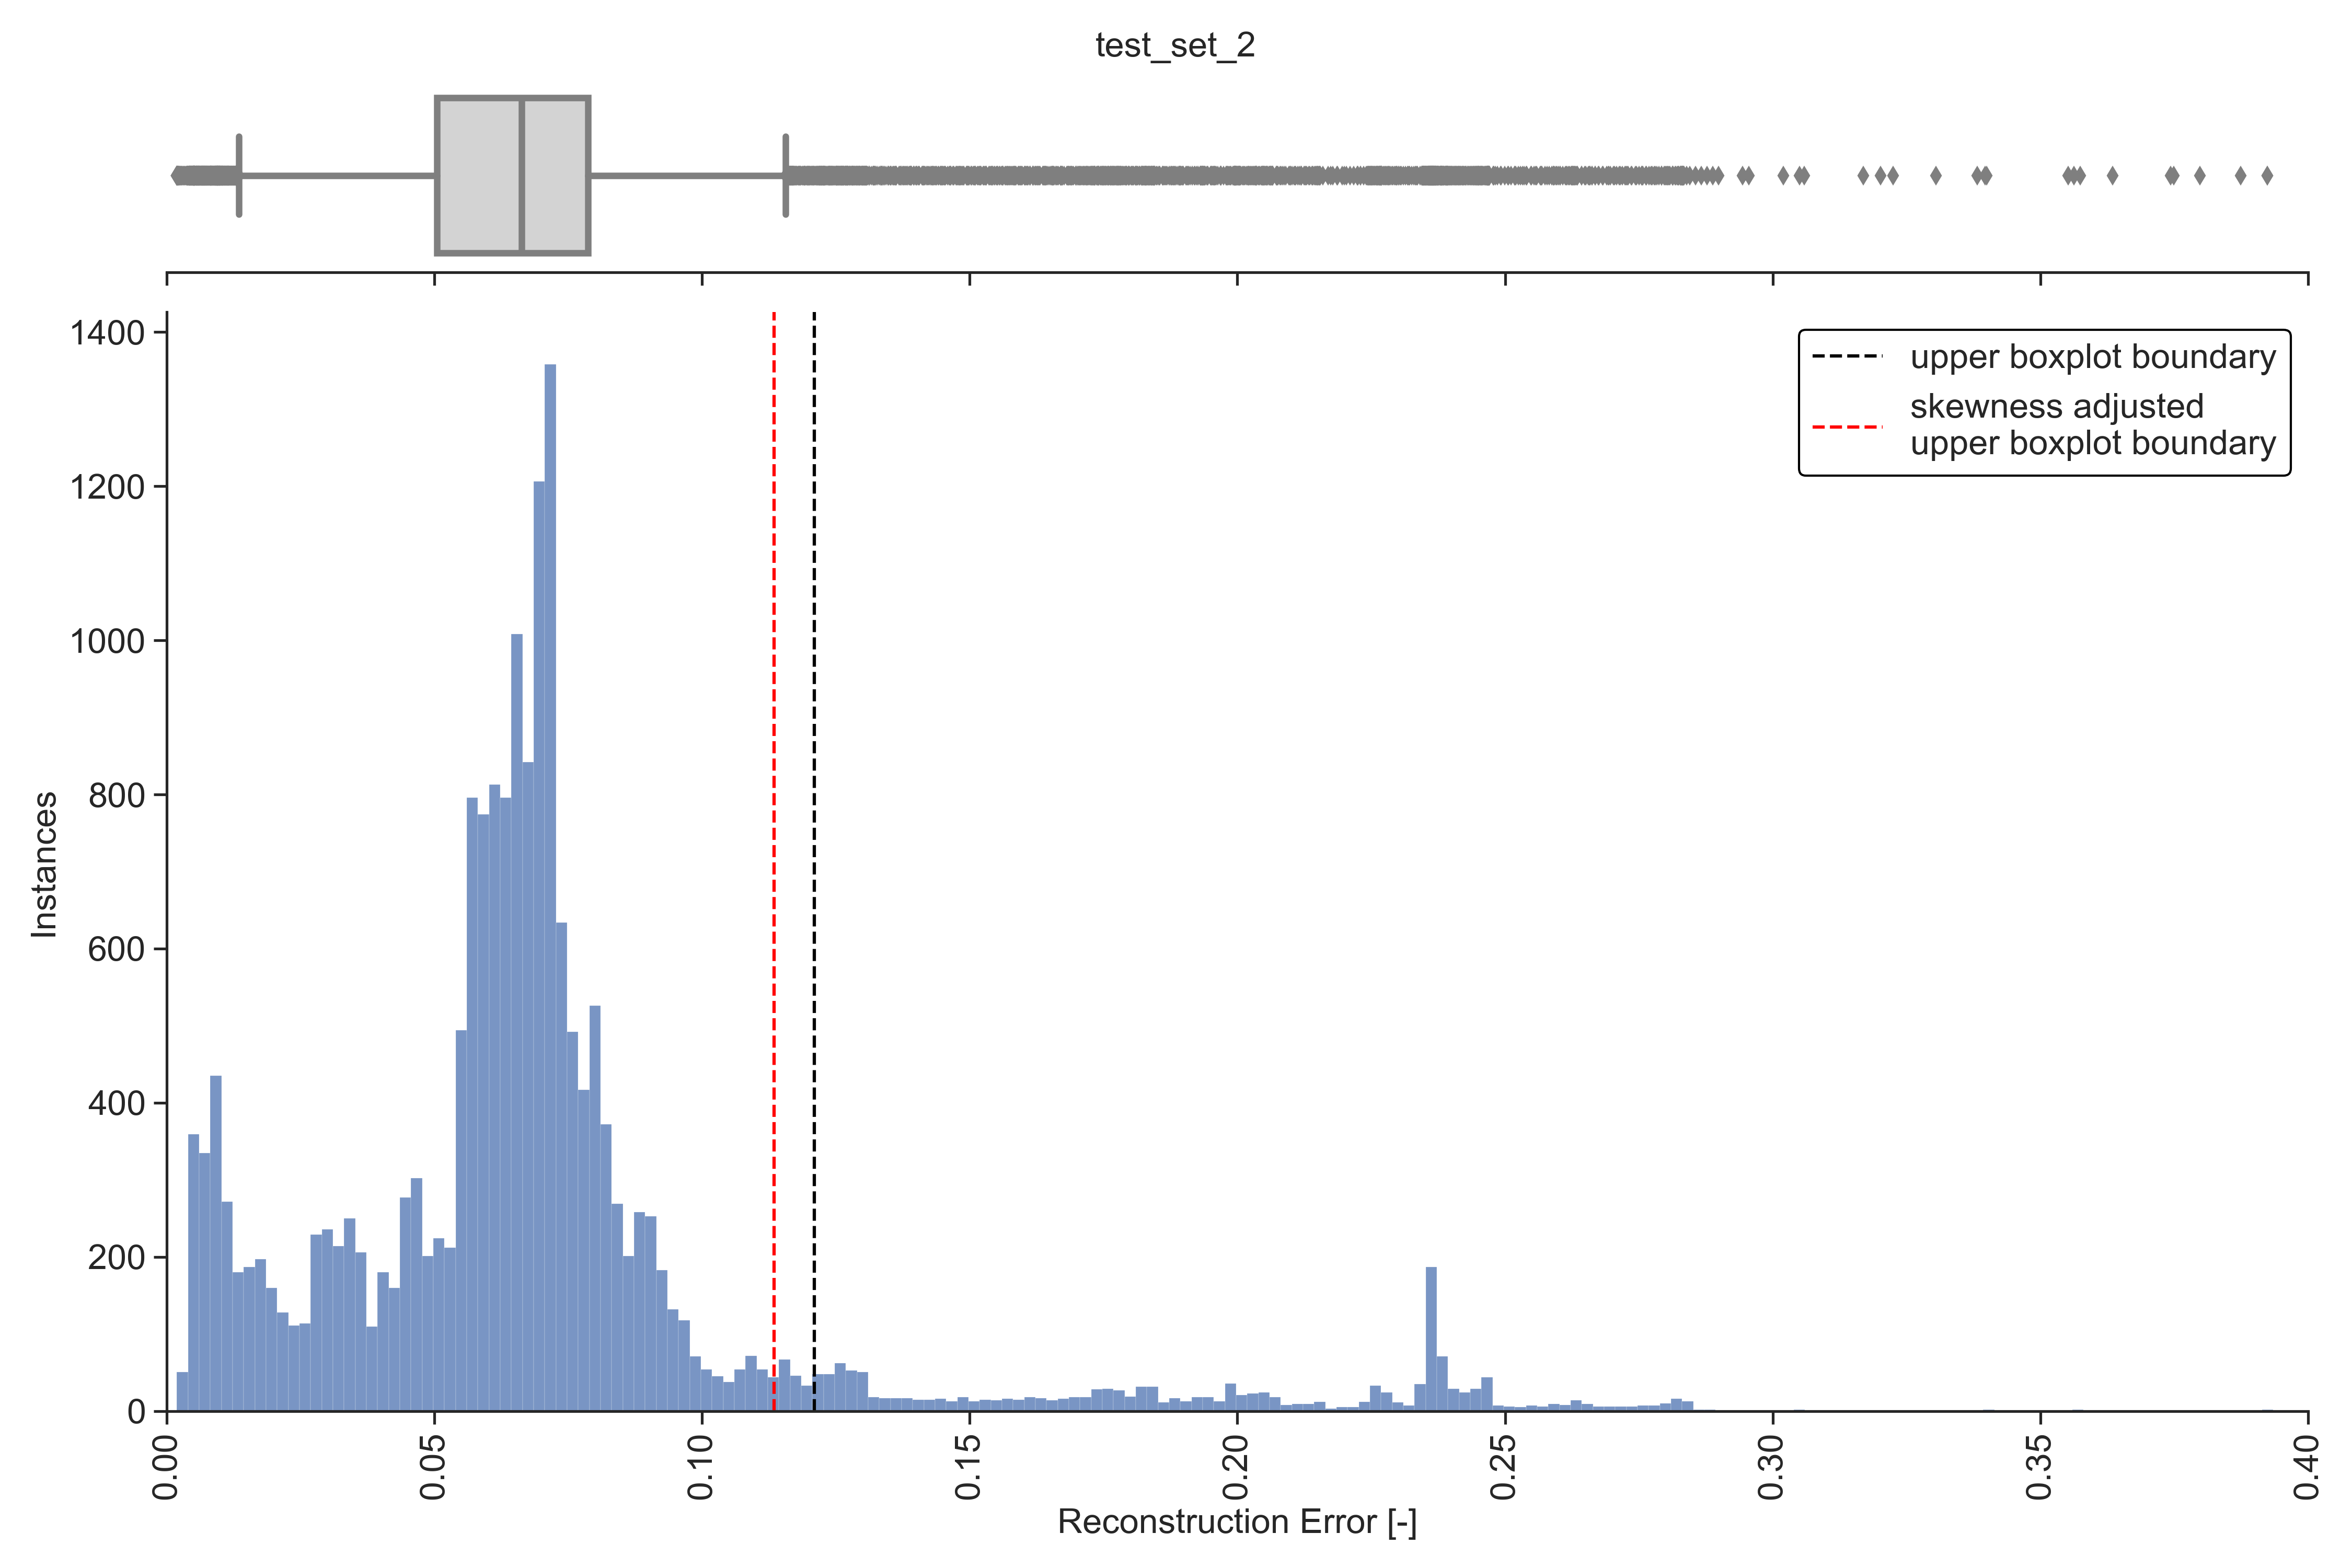 test_set_2
1400
1200
1000
800
600
400
200
0
Instances
upper boxplot boundary
skewness adjusted
upper boxplot boundary
0.00
0.05
0.10
0.15
0.20
0.25
0.30
0.35
0.40
Reconstruction Error [-]